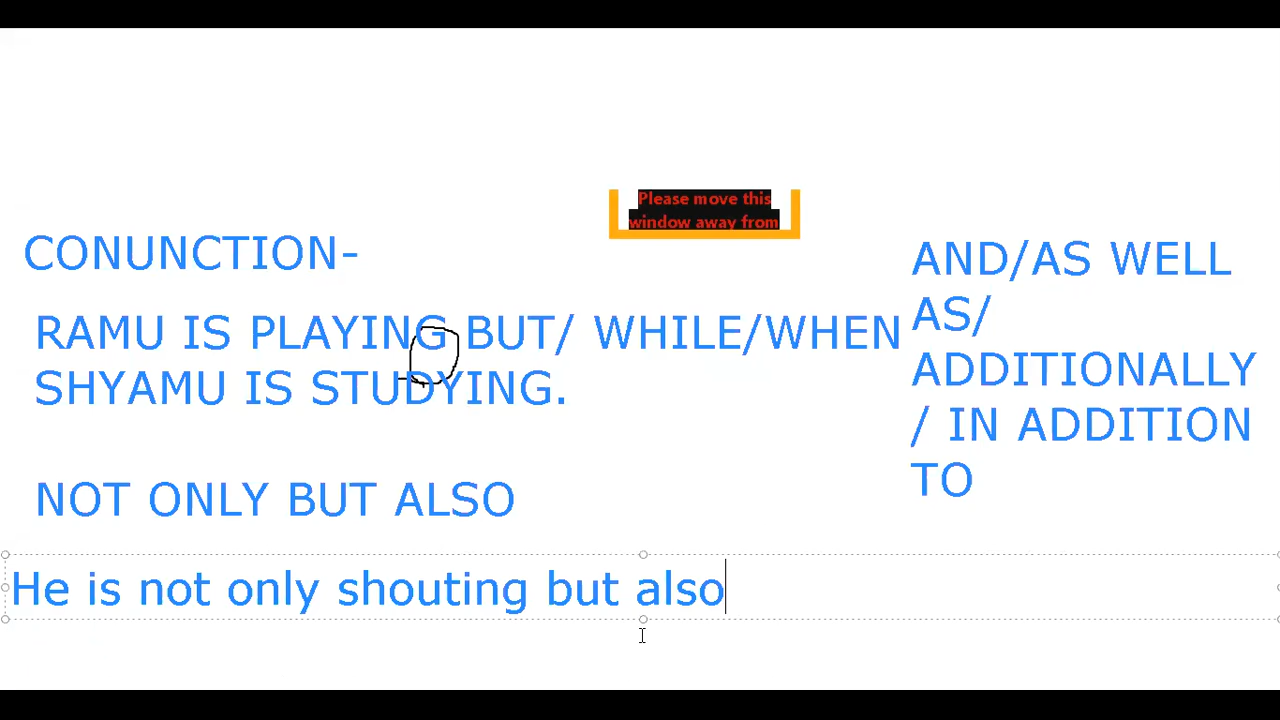 Please move this
window away from
CONUNCTION-
RAMU IS PLAYING BUT/ WHILE/WHEN
SHYAMU IS STUDYING.
NOT ONLY BUT ALSO
He is not only shouting but also
AND/AS WELL
AS/
ADDITIONALLY
/ IN ADDITION
TO